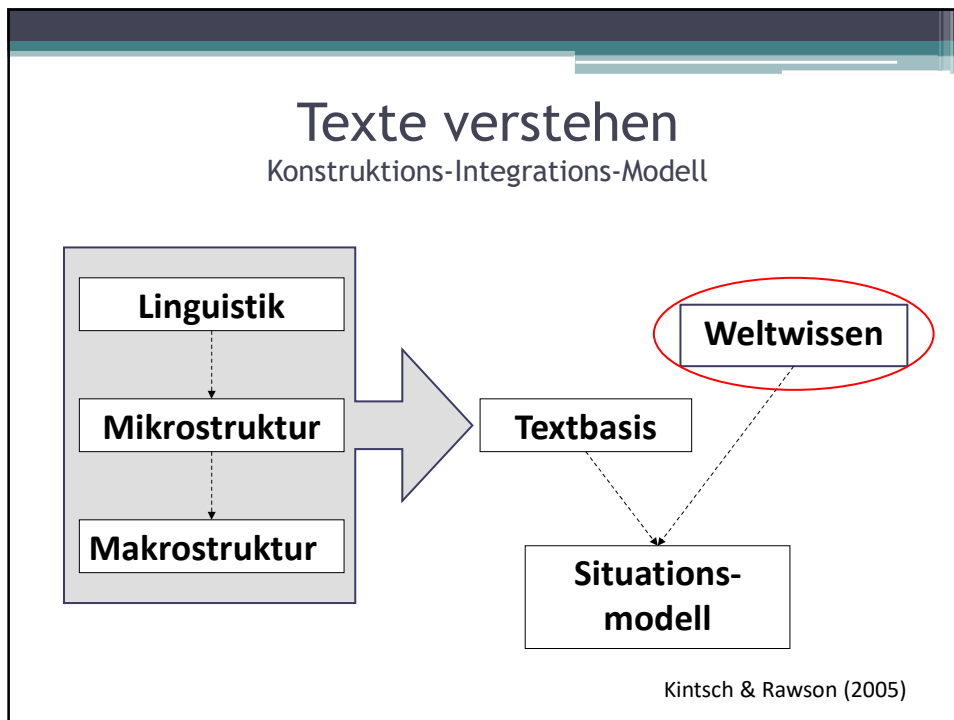 Texte verstehen
Konstruktions-Integrations-Modell
Linguistik
Mikrostruktur
Makrostruktur
Textbasis
Weltwissen
Situations-
modell
Kintsch & Rawson (2005)